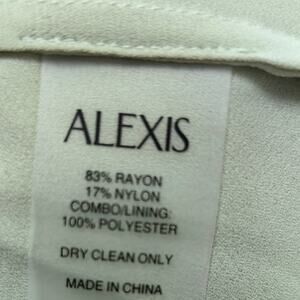 ALEXIS
83% RAYON
17% NYLON
COMBO/LINING:
100% POLYESTER
DRY CLEAN ONLY
MADE IN CHINA